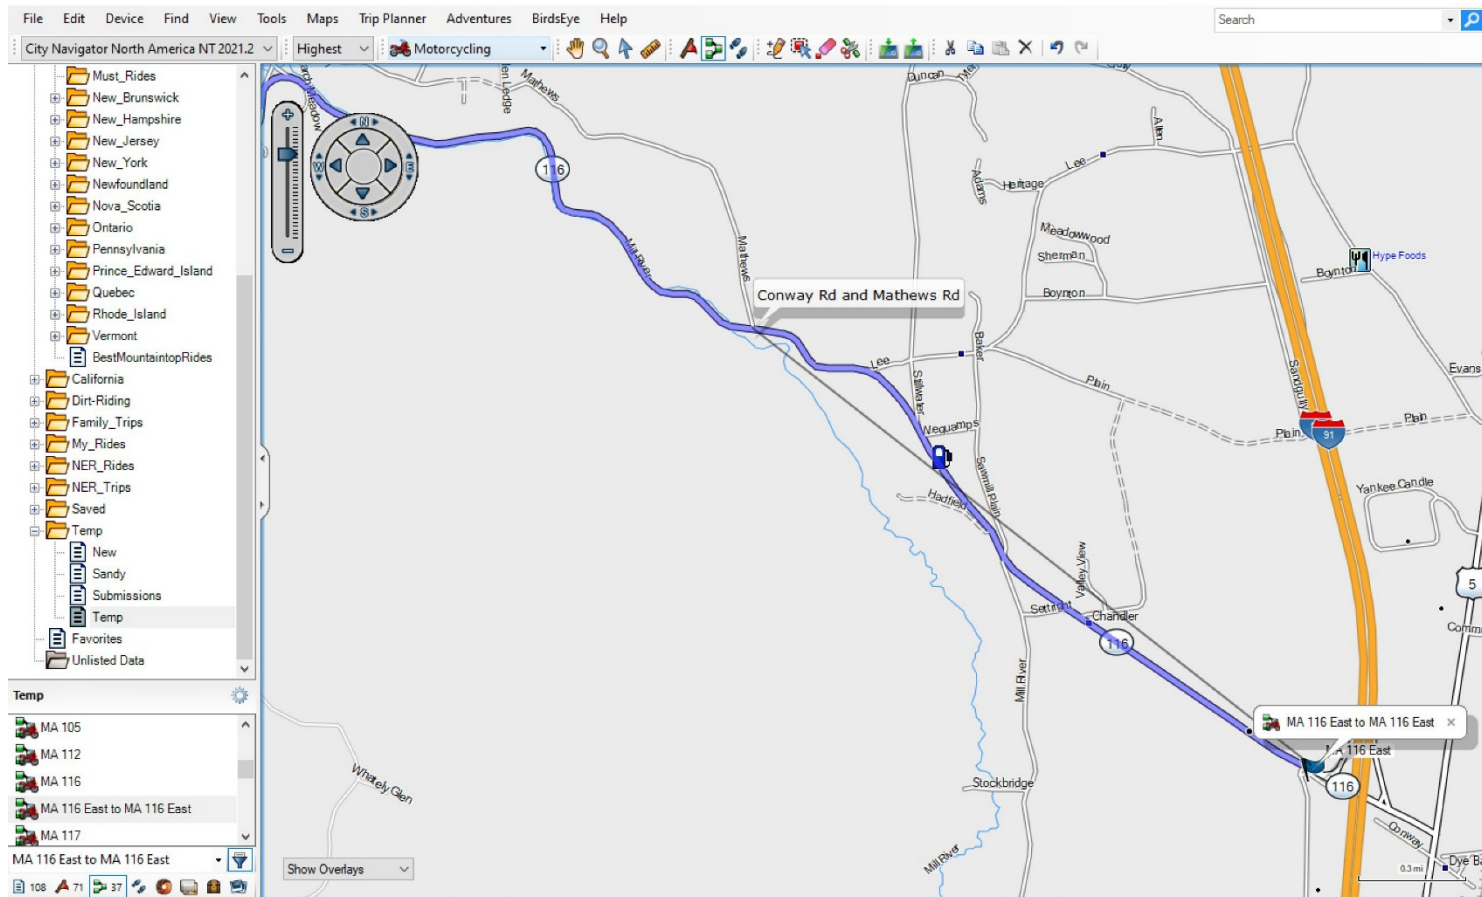 File Edit Device Find View Tools Maps Trip Planner Adventures BirdsEye Help
Search
City Navigator North America NT 2021.2
Highest
Motorcycling
Must_Rides
New_Brunswick
New_Hampshire
New_Jersey
New_York
Newfoundland
Nova_Scotia
Ontario
Pennsylvania
Prince_Edward_Island
Quebec
Rhode_Island
Vermont
BestMountaintopRides
California
Dirt-Riding
Family_Trips
My_Rides
NER_Rides
NER_Trips
Saved
Temp
New
Sandy
Submissions
Temp
Favorites
Unlisted Data
Temp
MA 105
MA 112
MA 116
MA 116 East to MA 116 East
MA 117
MA 116 East to MA 116 East
108 71 37
N
W E
S
Mathews
Duncan
Allen
Lee
116
Adams
Heritage
Meadowwood
Sherman
Boynton
Boynton
Hype Foods
Mill River
Mathews
Conway Rd and Mathews Rd
Lee
Baker
Stillwater
Plain
Sandgully
Evans
Plain
Plain
91
Wequamps
Sawmill Plain
Hadfield
Yankee Candle
5
Valley View
Settright
Chandler
116
Mill River
MA 116 East to MA 116 East
MA 116 East
116
Whately Glen
Stockbridge
Conway
Mill River
Show Overlays
0.3 mi